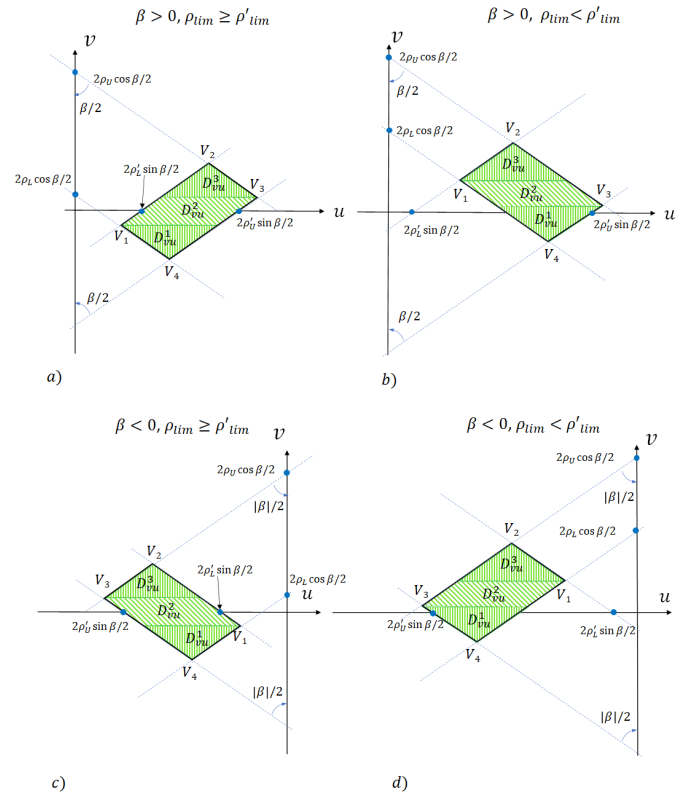 β > 0, ρ_lim ≥ ρ'_lim
v
2ρ_U cos β/2
β/2
V_2
2ρ_L cos β/2
2ρ'_L sin β/2
D^3_vu
V_3
D^2_vu
u
V_1
D^1_vu
2ρ'_U sin β/2
V_4
β/2
a)
β > 0, ρ_lim < ρ'_lim
v
2ρ_U cos β/2
β/2
2ρ_L cos β/2
V_2
D^3_vu
V_1
D^2_vu
V_3
u
2ρ'_L sin β/2
D^1_vu
2ρ'_U sin β/2
V_4
β/2
b)
β < 0, ρ_lim ≥ ρ'_lim
v
2ρ_U cos β/2
|β|/2
V_2
V_3
D^3_vu
2ρ'_L sin β/2
2ρ_L cos β/2
D^2_vu
u
2ρ'_U sin β/2
D^1_vu
V_1
V_4
|β|/2
c)
β < 0, ρ_lim < ρ'_lim
v
2ρ_U cos β/2
|β|/2
V_2
2ρ_L cos β/2
D^3_vu
V_3
D^2_vu
V_1
u
2ρ'_U sin β/2
D^1_vu
2ρ'_L sin β/2
V_4
|β|/2
d)